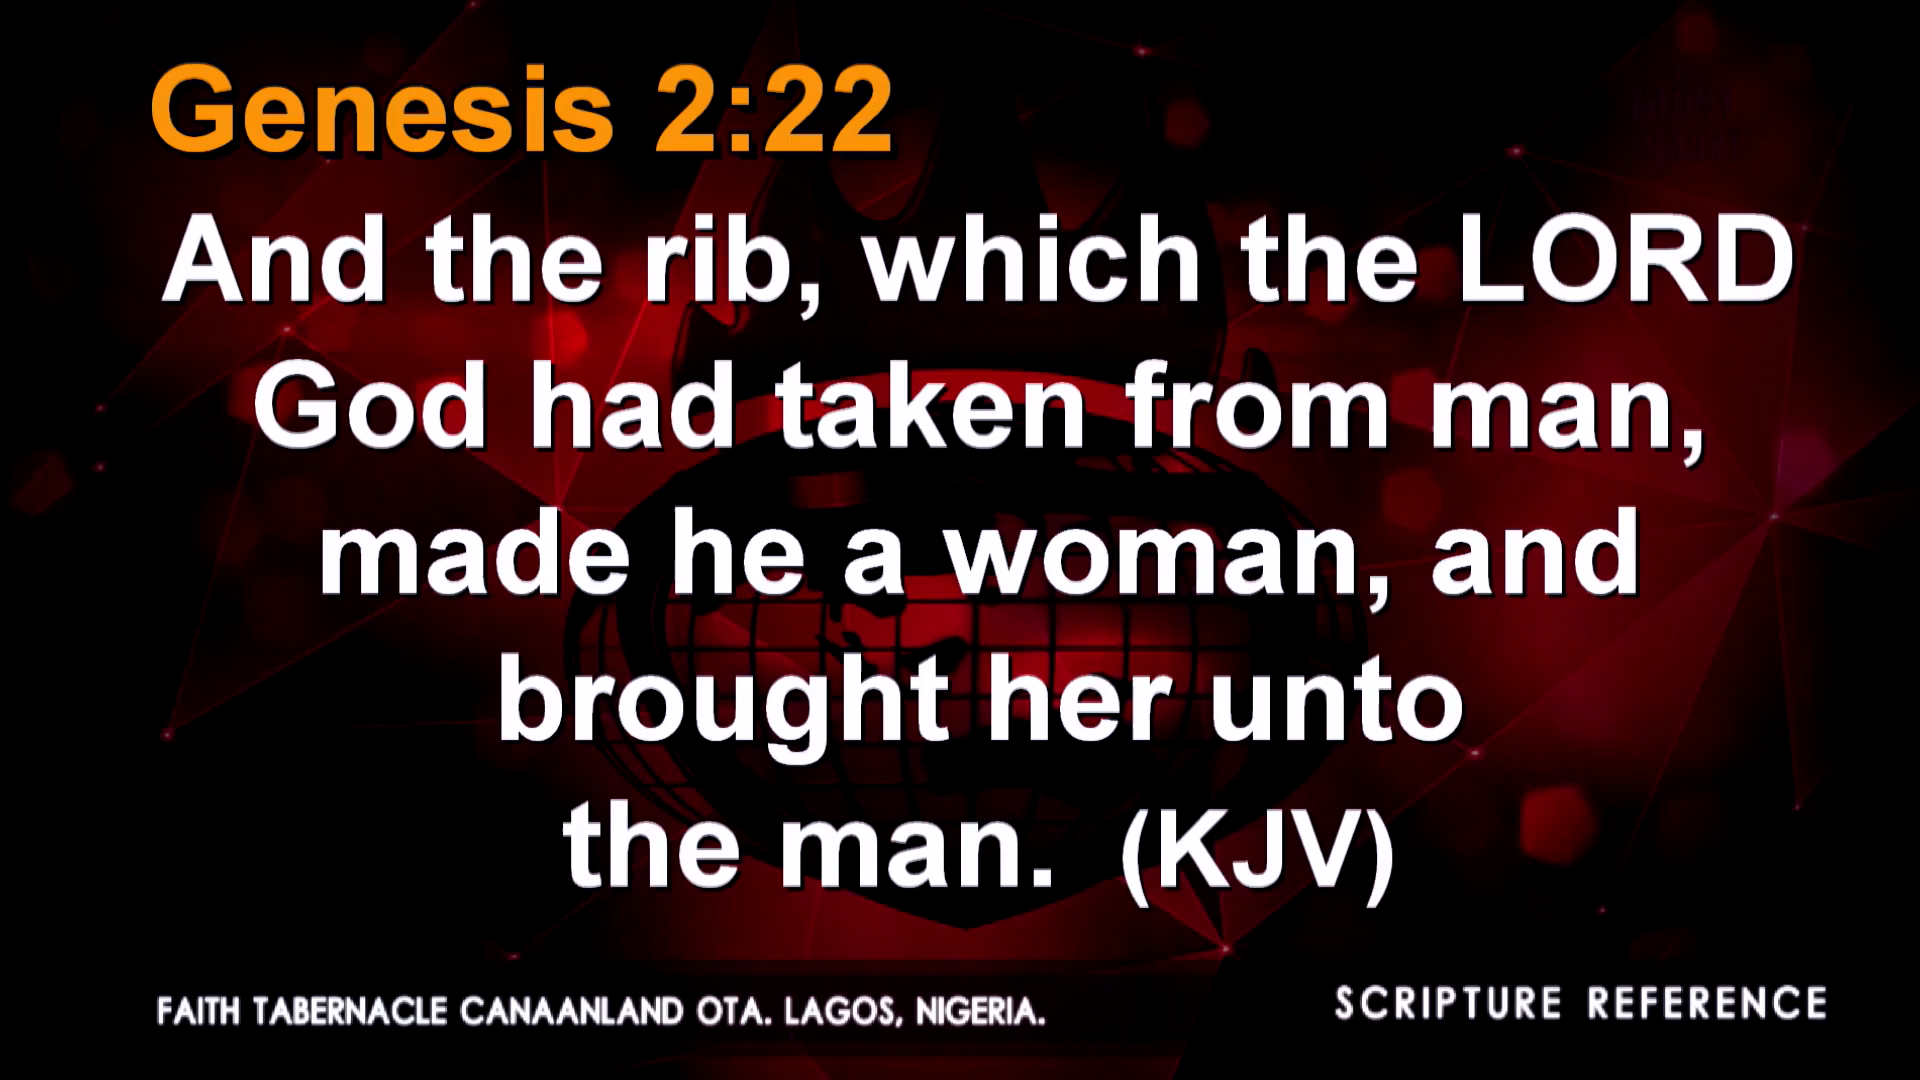 Genesis 2:22
And the rib, which the LORD
God had taken from man,
made he a woman, and
brought her unto
the man. (KJV)
FAITH TABERNACLE CANAANLAND OTA. LAGOS, NIGERIA.
SCRIPTURE REFERENCE